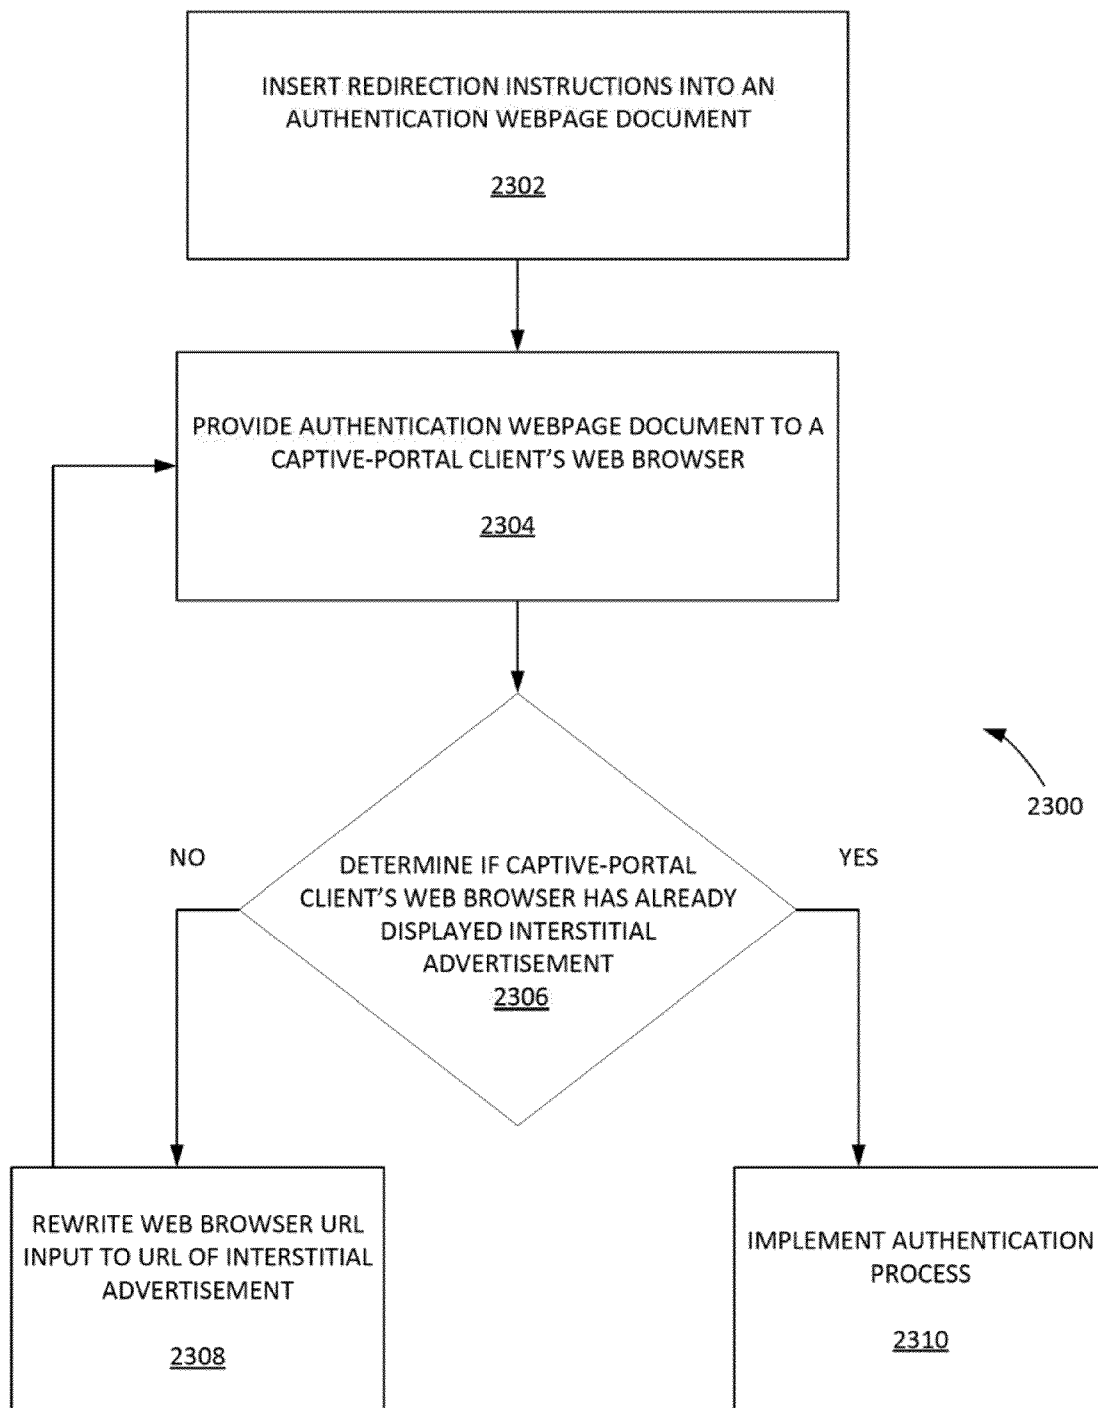 INSERT REDIRECTION INSTRUCTIONS INTO AN
AUTHENTICATION WEBPAGE DOCUMENT
2302
PROVIDE AUTHENTICATION WEBPAGE DOCUMENT TO A
CAPTIVE-PORTAL CLIENT'S WEB BROWSER
2304
2300
NO
YES
DETERMINE IF CAPTIVE-PORTAL
CLIENT'S WEB BROWSER HAS ALREADY
DISPLAYED INTERSTITIAL
ADVERTISEMENT
2306
REWRITE WEB BROWSER URL
INPUT TO URL OF INTERSTITIAL
ADVERTISEMENT
2308
IMPLEMENT AUTHENTICATION
PROCESS
2310